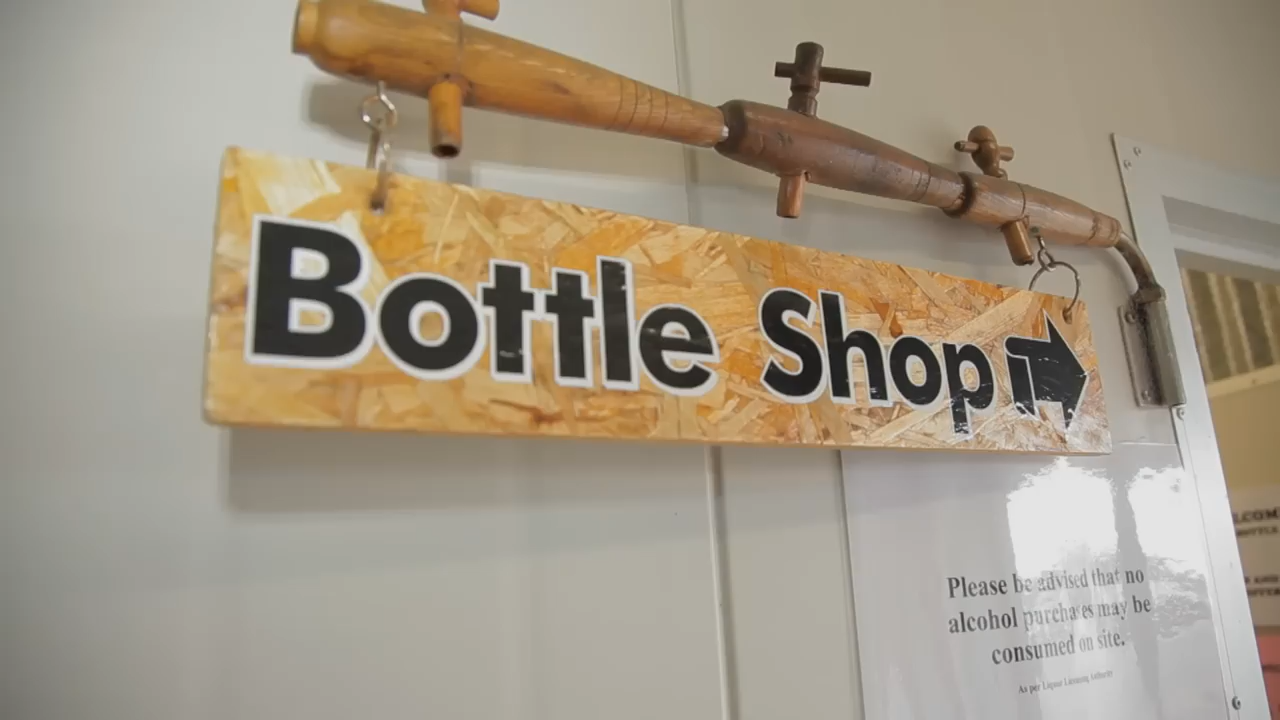 Bottle Shop
Please be advised that no
alcohol purchases may be
consumed on site.
As per Liquor Licensing Authority